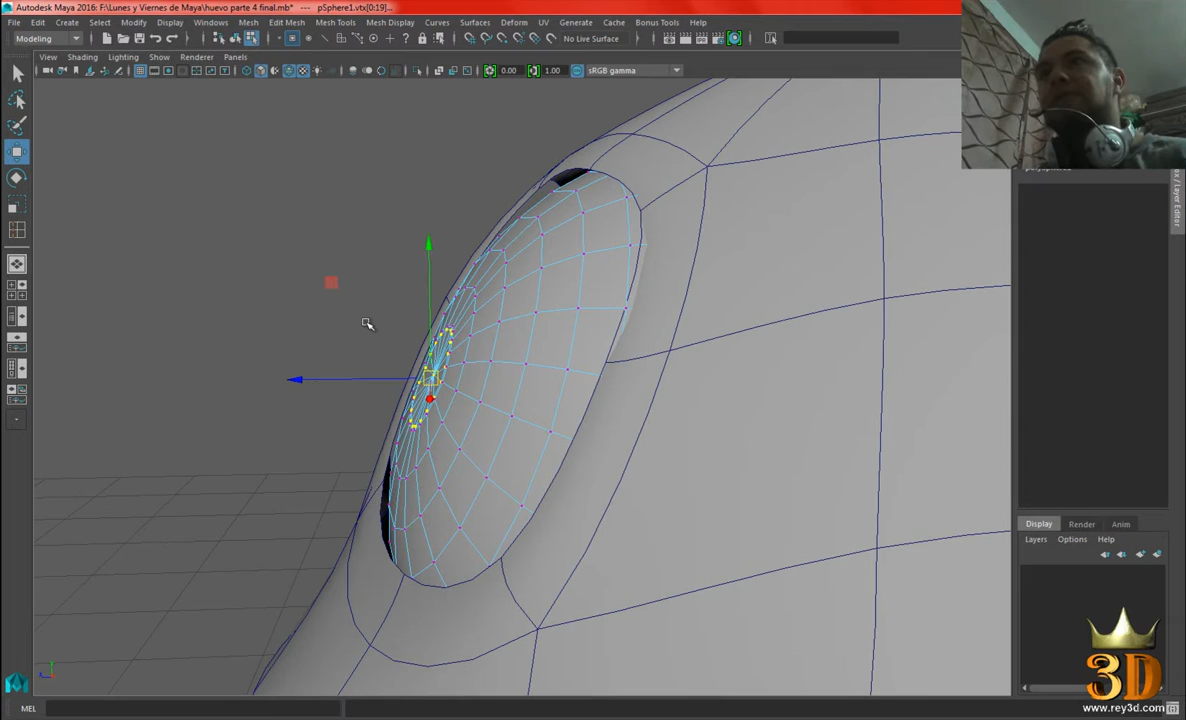 Autodesk Maya 2016: F:\Lunes y Viernes de Maya\huevo parte 4 final.mb* --- pSphere1.vtx[0:19]...
File Edit Create Select Modify Display Windows Mesh Edit Mesh Mesh Tools Mesh Display Curves Surfaces Deform UV Generate Cache Bonus Tools Help
Modeling No Live Surface
View Shading Lighting Show Renderer Panels
0.00 1.00 sRGB gamma
Display Render Anim
Layers Options Help
3D
www.rey3d.com
MEL